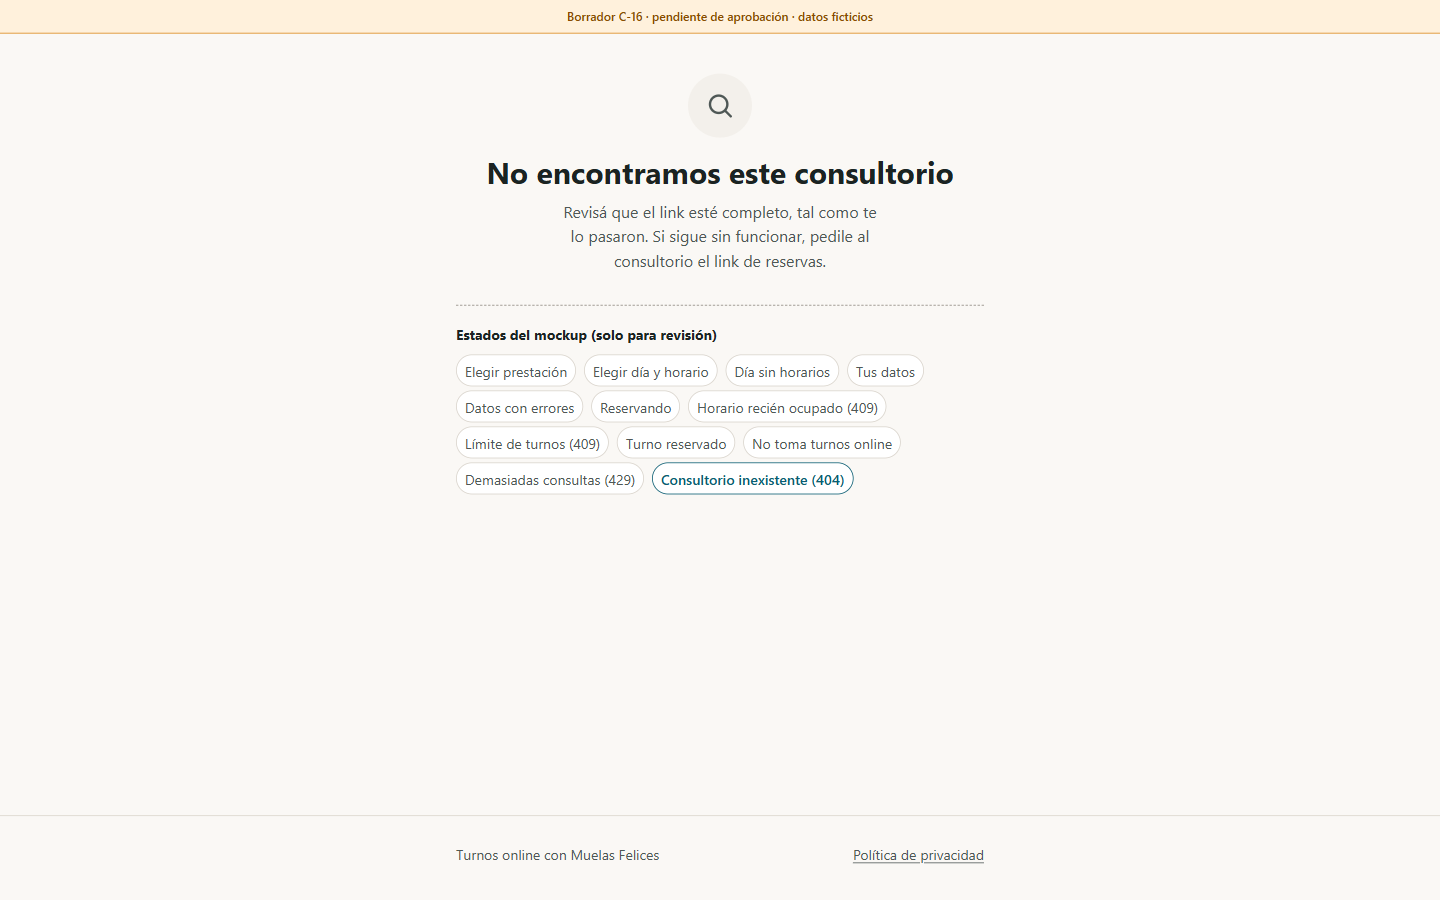 Borrador C-16 · pendiente de aprobación · datos ficticios
No encontramos este consultorio
Revisá que el link esté completo, tal como te
lo pasaron. Si sigue sin funcionar, pedile al
consultorio el link de reservas.
Estados del mockup (solo para revisión)
Elegir prestación
Elegir día y horario
Día sin horarios
Tus datos
Datos con errores
Reservando
Horario recién ocupado (409)
Límite de turnos (409)
Turno reservado
No toma turnos online
Demasiadas consultas (429)
Consultorio inexistente (404)
Turnos online con Muelas Felices
Política de privacidad